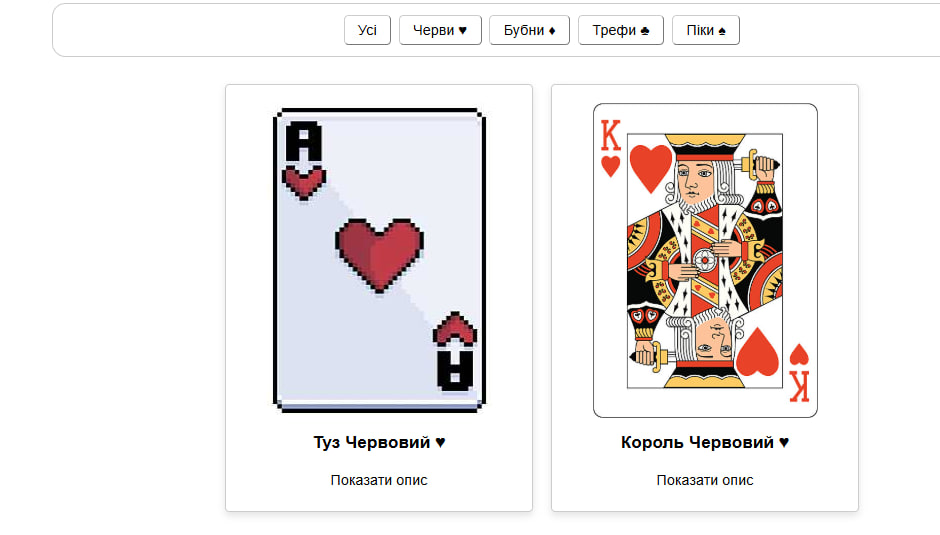 Усі
Черви ♥
Бубни ♦
Трефи ♣
Піки ♠
A
A
K
K
Туз Червовий ♥
Король Червовий ♥
Показати опис
Показати опис